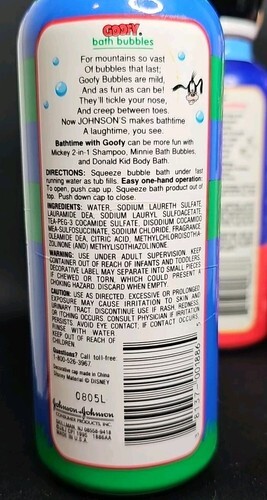 GOOFY.
bath bubbles
For mountains so vast
Of bubbles that last;
Goofy Bubbles are mild,
And as fun as can be!
They'll tickle your nose,
And creep between toes.
Now JOHNSON'S makes bathtime
A laughtime, you see.
Bathtime with Goofy can be more fun with
Mickey 2-in-1 Shampoo, Minnie Bath Bubbles,
and Donald Kid Body Bath.
DIRECTIONS: Squeeze bubble bath under fast
running water as tub fills. Easy one-hand operation:
To open, push cap up. Squeeze bath product out of
top. Push down cap to close.
INGREDIENTS: WATER, SODIUM LAURETH SULFATE,
LAURAMIDE DEA, SODIUM LAURYL SULFOACETATE,
TEA-PEG-3 COCAMIDE SULFATE, DISODIUM COCAMIDO
MEA-SULFOSUCCINATE, SODIUM CHLORIDE, FRAGRANCE,
OLEAMIDE DEA, CITRIC ACID, METHYLCHLOROISOTHIA-
ZOLINONE (AND) METHYLISOTHIAZOLINONE.
WARNING: USE UNDER ADULT SUPERVISION. KEEP
CONTAINER OUT OF REACH OF INFANTS AND TODDLERS.
DECORATIVE LABEL MAY SEPARATE INTO SMALL PIECES
IF CHEWED OR TORN WHICH COULD PRESENT A
CHOKING HAZARD. DISCARD WHEN EMPTY.
CAUTION: USE AS DIRECTED. EXCESSIVE OR PROLONGED
EXPOSURE MAY CAUSE IRRITATION TO SKIN AND
URINARY TRACT. DISCONTINUE USE IF RASH, REDNESS,
OR ITCHING OCCURS. CONSULT PHYSICIAN IF IRRITATION
PERSISTS. AVOID EYE CONTACT. IF CONTACT OCCURS,
RINSE WITH WATER.
KEEP OUT OF REACH OF
CHILDREN.
Questions? Call toll-free
1-800-526-3967
Decorative cap made in China
Disney Material © DISNEY
0805L
Johnson & Johnson
CONSUMER PRODUCTS, INC.
SKILLMAN, NJ 08558-9418
MADE IN U.S.A.